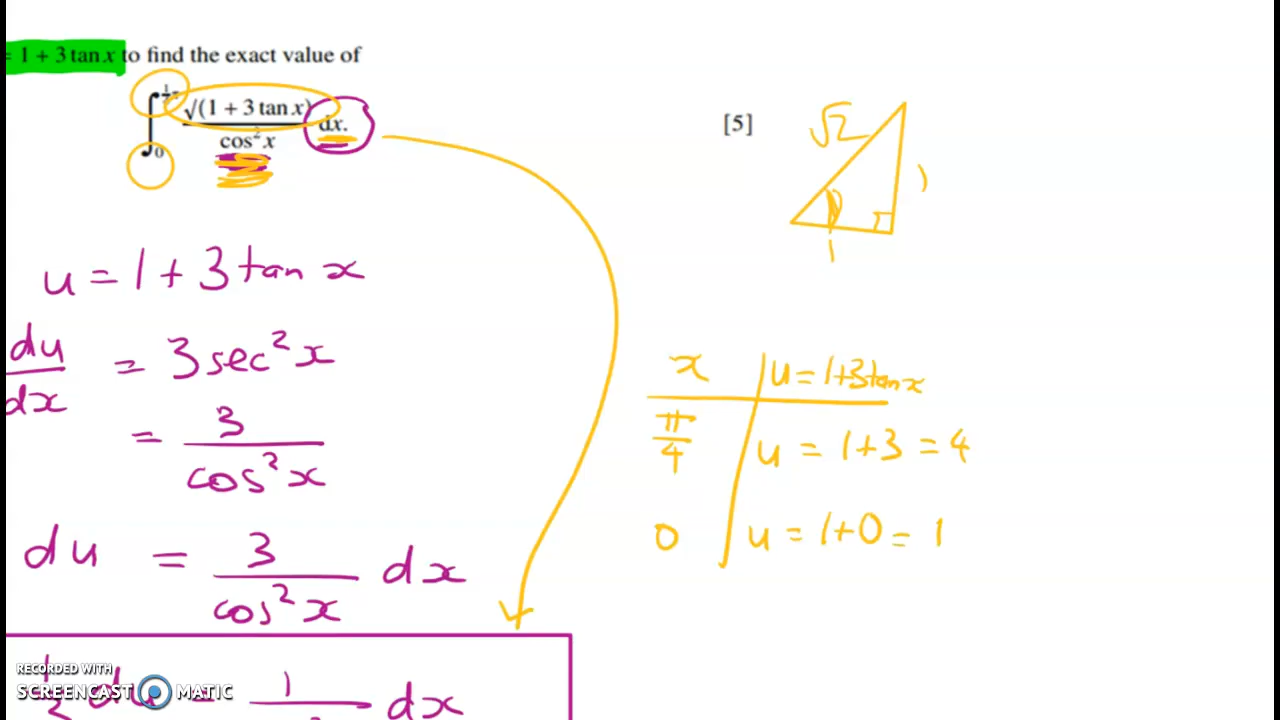 = 1 + 3 tan x to find the exact value of
√(1 + 3 tan x)
cos² x
dx.
0
[5]
√2
1
1
u = 1 + 3 tan x
du/dx = 3 sec² x
= 3/cos² x
du = 3/cos² x dx
x | u = 1+3tan x
π/4 | u = 1+3 = 4
0 | u = 1+0 = 1
du = 1 dx
RECORDED WITH
SCREENCAST MATIC